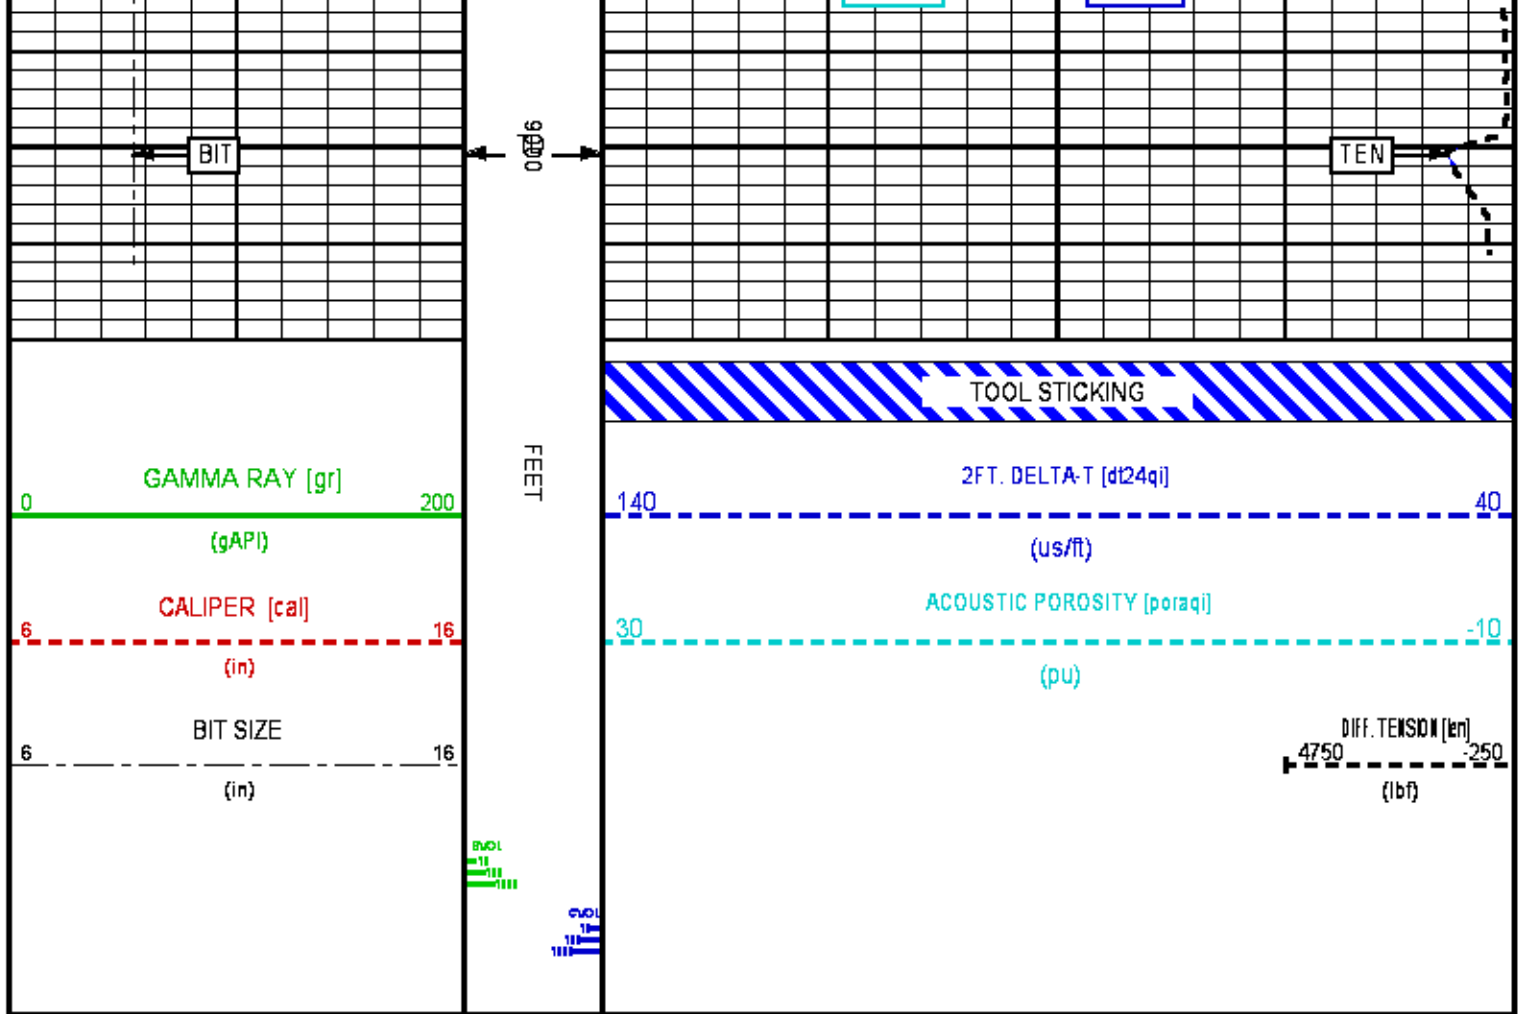 BIT
TEN
TOOL STICKING
FEET
GAMMA RAY [gr]
0 200
(gAPI)
2FT. DELTA-T [dt24qi]
140 40
(us/ft)
CALIPER [cal]
6 16
(in)
ACOUSTIC POROSITY [poraqi]
30 -10
(pu)
BIT SIZE
6 16
(in)
DIFF. TENSION
4750 -250
(lbf)
BVOL
CVOL